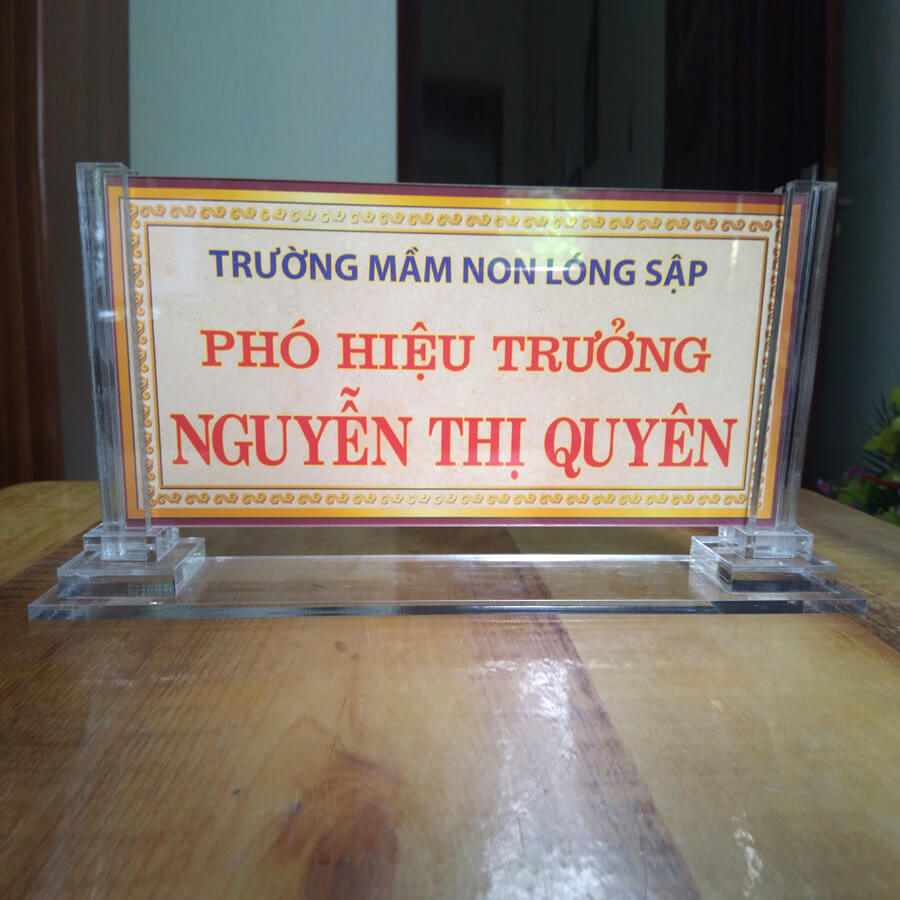 TRƯỜNG MẦM NON LÓNG SẬP
PHÓ HIỆU TRƯỞNG
NGUYỄN THỊ QUYÊN